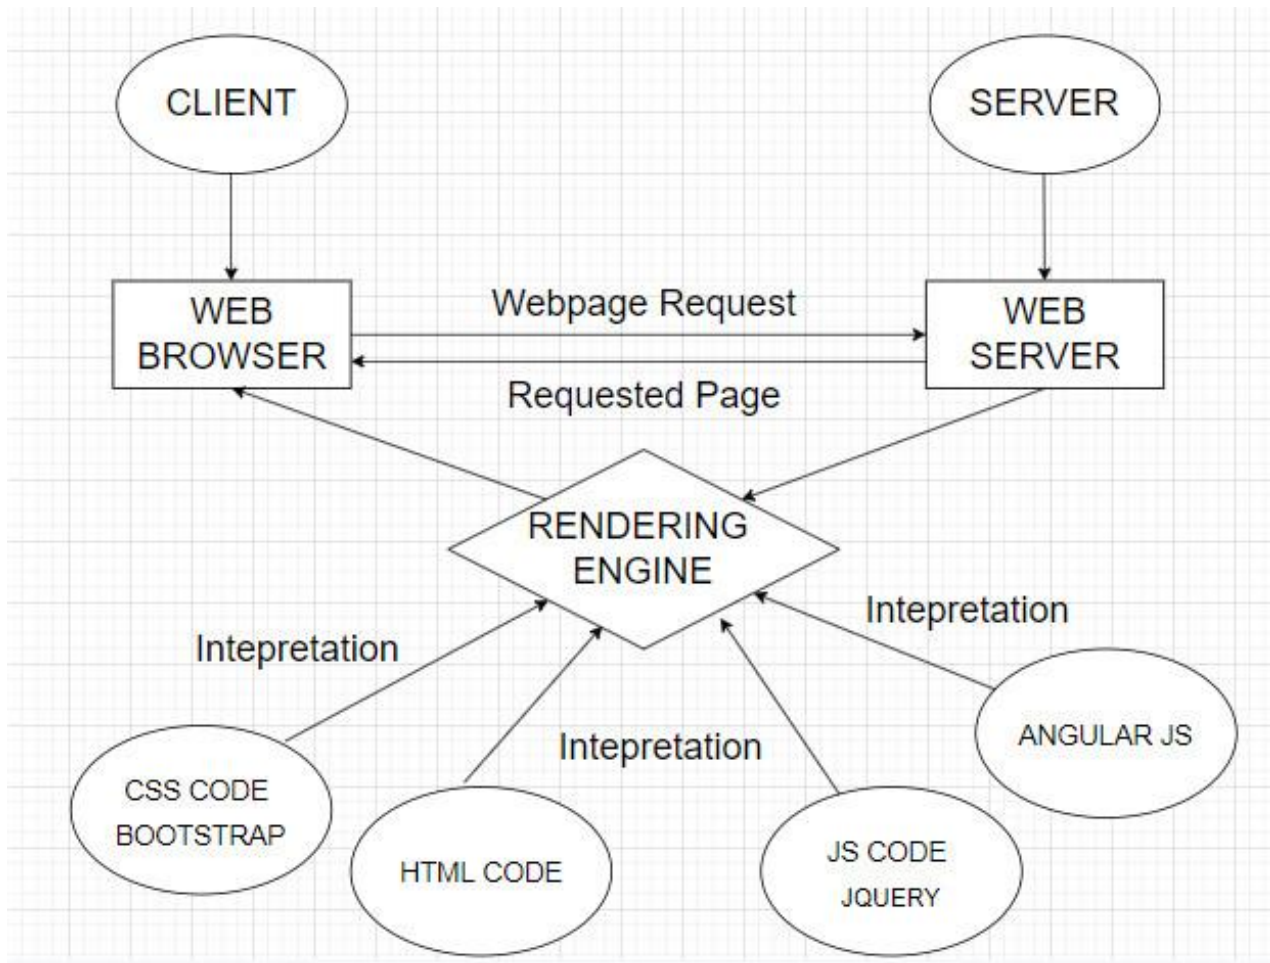 CLIENT
SERVER
WEB
BROWSER
Webpage Request
WEB
SERVER
Requested Page
RENDERING
ENGINE
Intepretation
Intepretation
Intepretation
ANGULAR JS
CSS CODE
BOOTSTRAP
HTML CODE
JS CODE
JQUERY